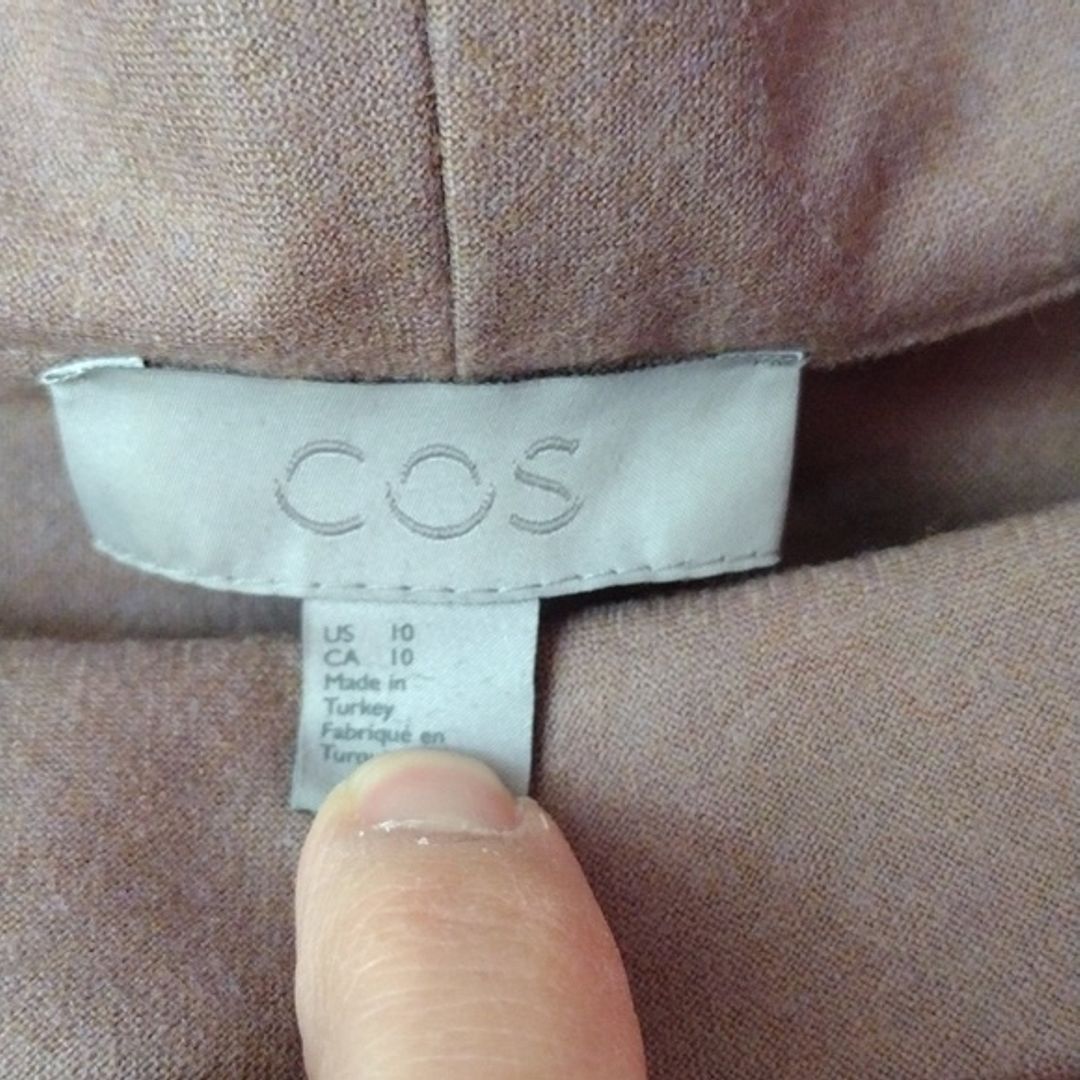 COS
US 10
CA 10
Made in
Turkey
Fabriqué en